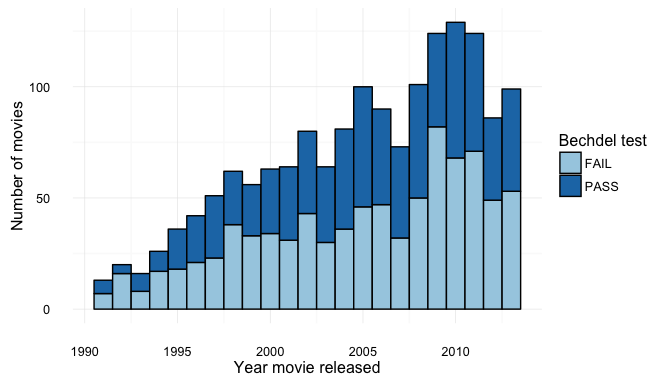 100
50
0
Number of movies
1990 1995 2000 2005 2010
Year movie released
Bechdel test
FAIL
PASS